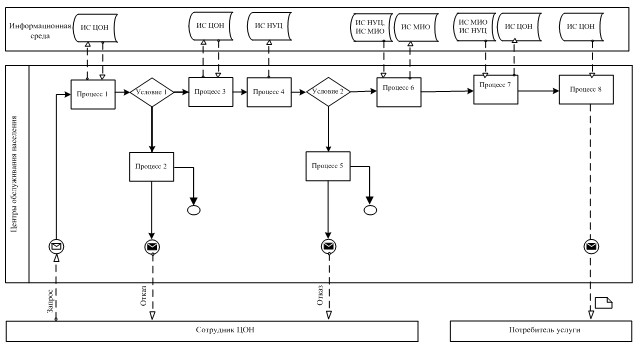 Информационная
среда
ИС ЦОН
ИС ЦОН
ИС НУЦ
ИС НУЦ,
ИС МИО
ИС МИО
ИС МИО
ИС НУЦ
ИС ЦОН
ИС ЦОН
Центры обслуживания населения
Процесс 1
Условие 1
Процесс 3
Процесс 4
Условие 2
Процесс 6
Процесс 7
Процесс 8
Процесс 2
Процесс 5
Запрос
Отказ
Отказ
Сотрудник ЦОН
Потребитель услуги